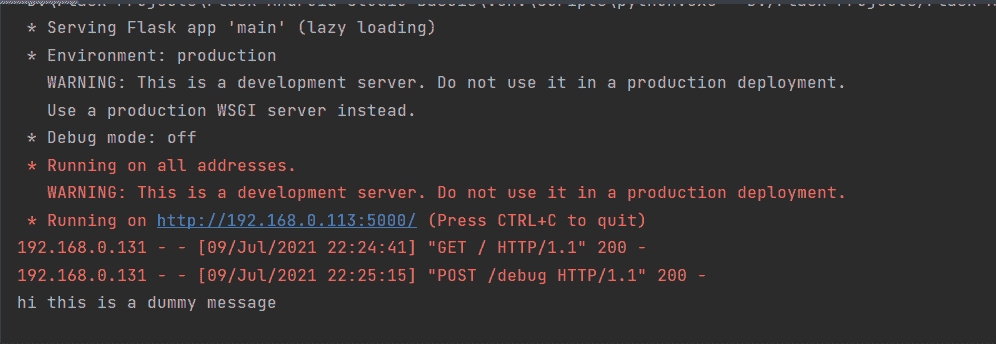 * Serving Flask app 'main' (lazy loading)
* Environment: production
WARNING: This is a development server. Do not use it in a production deployment.
Use a production WSGI server instead.
* Debug mode: off
* Running on all addresses.
WARNING: This is a development server. Do not use it in a production deployment.
* Running on http://192.168.0.113:5000/ (Press CTRL+C to quit)
192.168.0.131 - - [09/Jul/2021 22:24:41] "GET / HTTP/1.1" 200 -
192.168.0.131 - - [09/Jul/2021 22:25:15] "POST /debug HTTP/1.1" 200 -
hi this is a dummy message